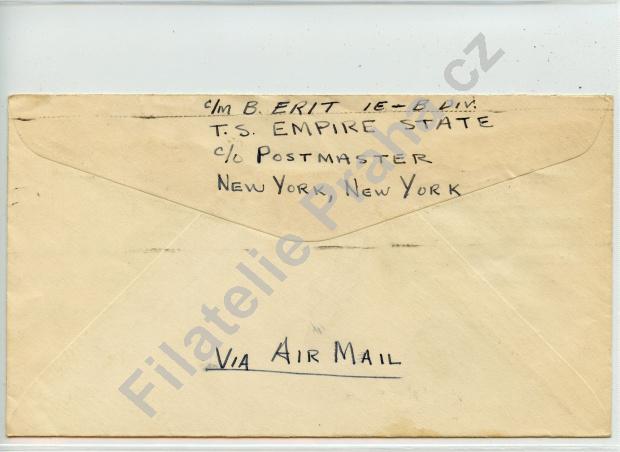 c/m B. ERIT 1E-B DIV.
T.S. EMPIRE STATE
c/o POSTMASTER
NEW YORK, NEW YORK
VIA AIR MAIL
Filatelie Praha cz